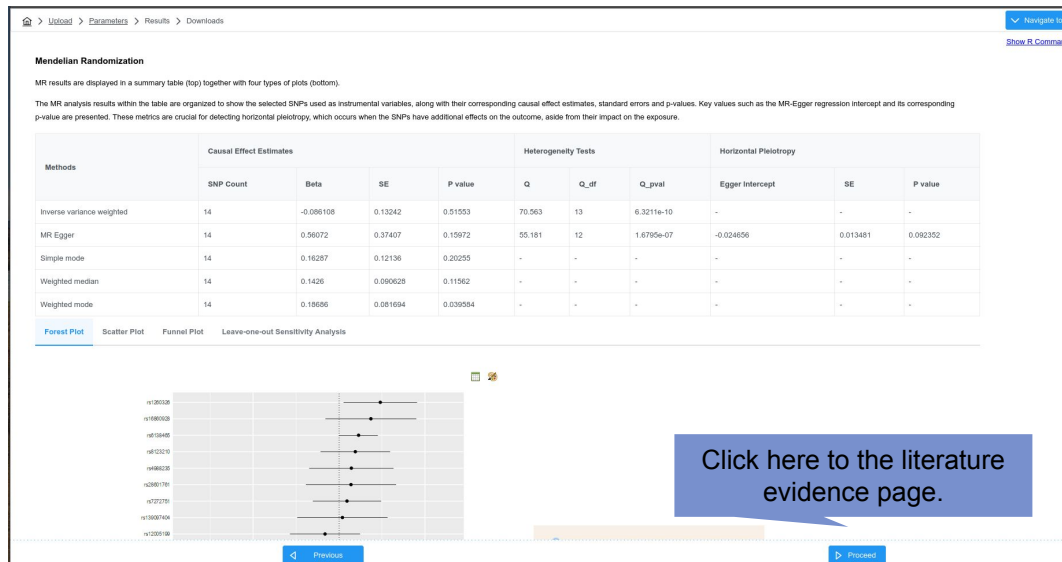 > Upload > Parameters > Results > Downloads
Navigate to
Show R Comman
Mendelian Randomization
MR results are displayed in a summary table (top) together with four types of plots (bottom).
The MR analysis results within the table are organized to show the selected SNPs used as instrumental variables, along with their corresponding causal effect estimates, standard errors and p-values. Key values such as the MR-Egger regression intercept and its corresponding
p-value are presented. These metrics are crucial for detecting horizontal pleiotropy, which occurs when the SNPs have additional effects on the outcome, aside from their impact on the exposure.
Methods Causal Effect Estimates Heterogeneity Tests Horizontal Pleiotropy
SNP Count Beta SE P value Q Q_df Q_pval Egger Intercept SE P value
Inverse variance weighted 14 -0.086108 0.13242 0.51553 70.563 13 6.3211e-10 - - -
MR Egger 14 0.56072 0.37407 0.15972 55.181 12 1.6795e-07 -0.024656 0.013481 0.092352
Simple mode 14 0.16287 0.12136 0.20255 - - - - - -
Weighted median 14 0.1426 0.090628 0.11562 - - - - - -
Weighted mode 14 0.18686 0.081694 0.039584 - - - - - -
Forest Plot Scatter Plot Funnel Plot Leave-one-out Sensitivity Analysis
rs6139465
rs8123210
rs4988235
rs28601761
rs7272751
rs139097404
rs12005199
Click here to the literature
evidence page.
Previous
Proceed